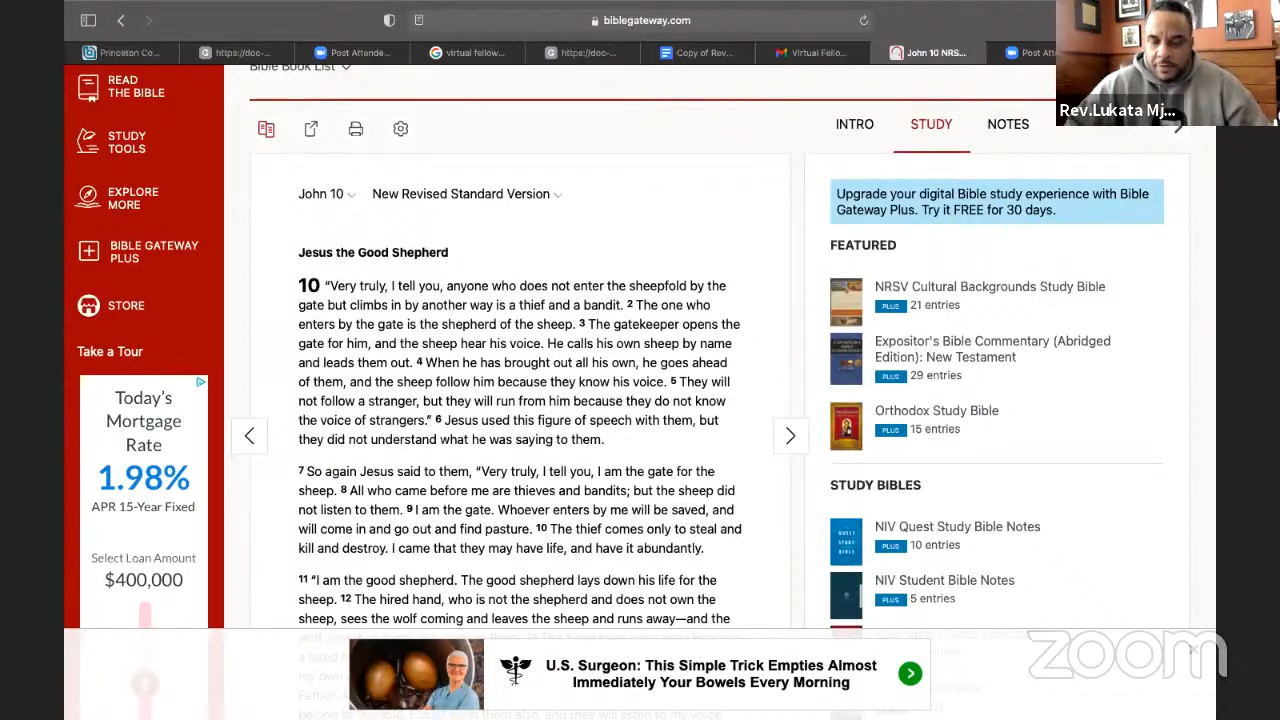 biblegateway.com
Princeton Co...
https://doc-
Post Attende...
virtual fellow...
https://doc-
Copy of Rev...
Virtual Fello...
John 10 NRS...
Post Att
Rev.Lukata Mj...
Bible Book List
READ
THE BIBLE
STUDY
TOOLS
EXPLORE
MORE
BIBLE GATEWAY
PLUS
STORE
Take a Tour
Today's
Mortgage
Rate
1.98%
APR 15-Year Fixed
Select Loan Amount
$400,000
INTRO
STUDY
NOTES
John 10
New Revised Standard Version
Jesus the Good Shepherd
10 “Very truly, I tell you, anyone who does not enter the sheepfold by the
gate but climbs in by another way is a thief and a bandit. 2 The one who
enters by the gate is the shepherd of the sheep. 3 The gatekeeper opens the
gate for him, and the sheep hear his voice. He calls his own sheep by name
and leads them out. 4 When he has brought out all his own, he goes ahead
of them, and the sheep follow him because they know his voice. 5 They will
not follow a stranger, but they will run from him because they do not know
the voice of strangers.” 6 Jesus used this figure of speech with them, but
they did not understand what he was saying to them.
7 So again Jesus said to them, “Very truly, I tell you, I am the gate for the
sheep. 8 All who came before me are thieves and bandits; but the sheep did
not listen to them. 9 I am the gate. Whoever enters by me will be saved, and
will come in and go out and find pasture. 10 The thief comes only to steal and
kill and destroy. I came that they may have life, and have it abundantly.
11 “I am the good shepherd. The good shepherd lays down his life for the
sheep. 12 The hired hand, who is not the shepherd and does not own the
sheep, sees the wolf coming and leaves the sheep and runs away—and the
Upgrade your digital Bible study experience with Bible
Gateway Plus. Try it FREE for 30 days.
FEATURED
NRSV Cultural Backgrounds Study Bible
PLUS 21 entries
Expositor's Bible Commentary (Abridged
Edition): New Testament
PLUS 29 entries
Orthodox Study Bible
PLUS 15 entries
STUDY BIBLES
NIV Quest Study Bible Notes
PLUS 10 entries
NIV Student Bible Notes
PLUS 5 entries
U.S. Surgeon: This Simple Trick Empties Almost
Immediately Your Bowels Every Morning
zoom